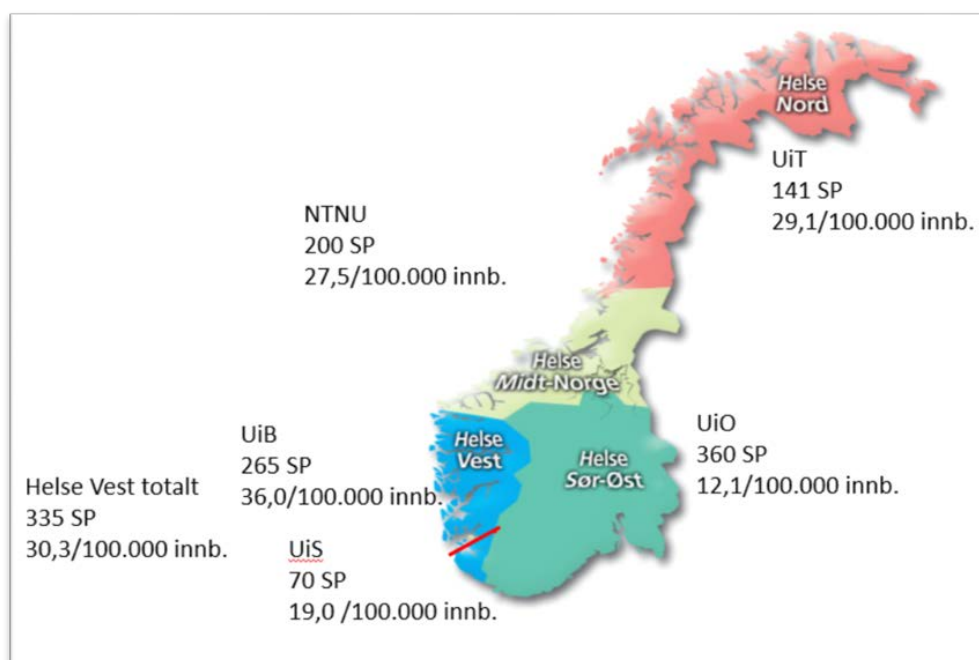 Helse
Nord
UiT
141 SP
29,1/100.000 innb.
NTNU
200 SP
27,5/100.000 innb.
Helse
Midt-Norge
UiB
265 SP
36,0/100.000 innb.
Helse Vest totalt
335 SP
30,3/100.000 innb.
Helse
Vest
Helse
Sør-Øst
UiO
360 SP
12,1/100.000 innb.
UiS
70 SP
19,0 /100.000 innb.